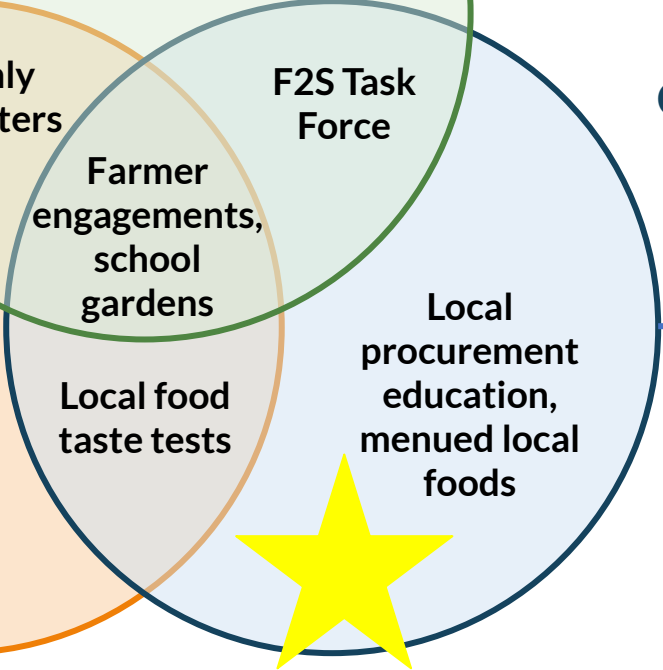 F2S Task
Force
Farmer
engagements,
school
gardens
Local
procurement
education,
menued local
foods
Local food
taste tests